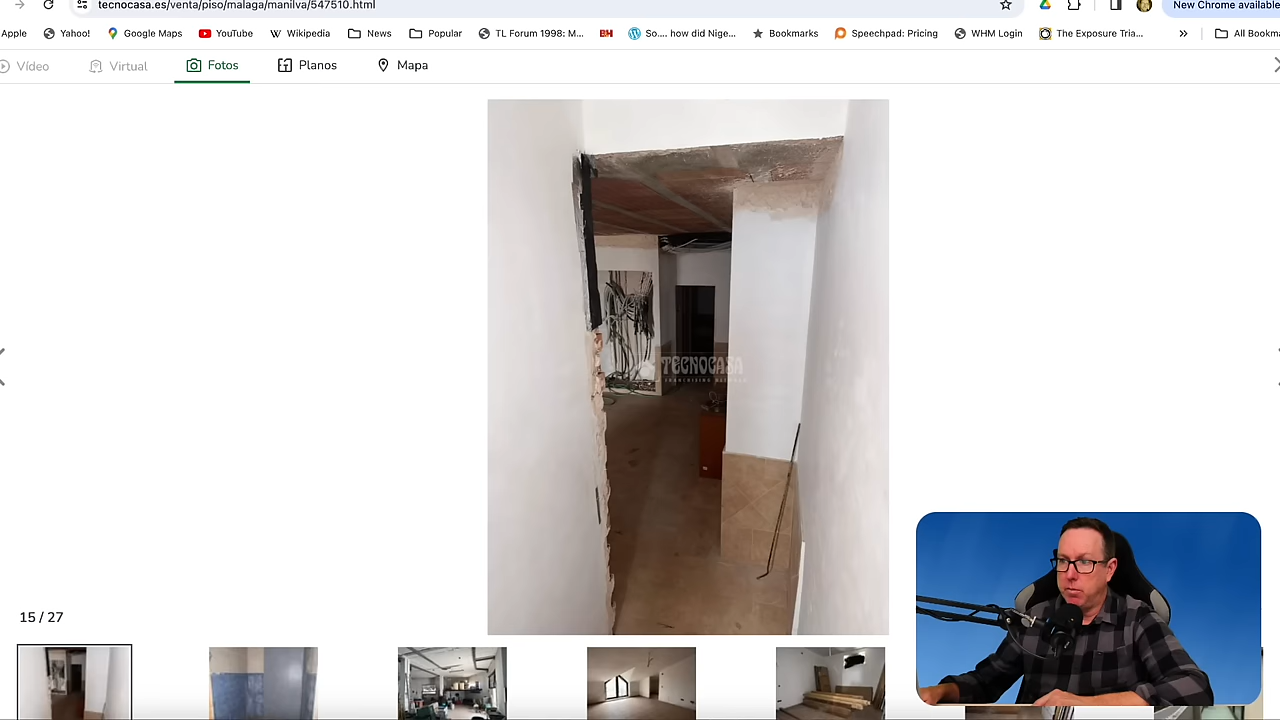 tecnocasa.es/venta/piso/malaga/manilva/547510.html
New Chrome available
Apple
Yahoo!
Google Maps
YouTube
Wikipedia
News
Popular
TL Forum 1998: M...
B&H
So.... how did Nige...
Bookmarks
Speechpad: Pricing
WHM Login
The Exposure Tria...
»
All Bookma
Vídeo
Virtual
Fotos
Planos
Mapa
TECNOCASA
FRANCHISING NETWORK
15 / 27